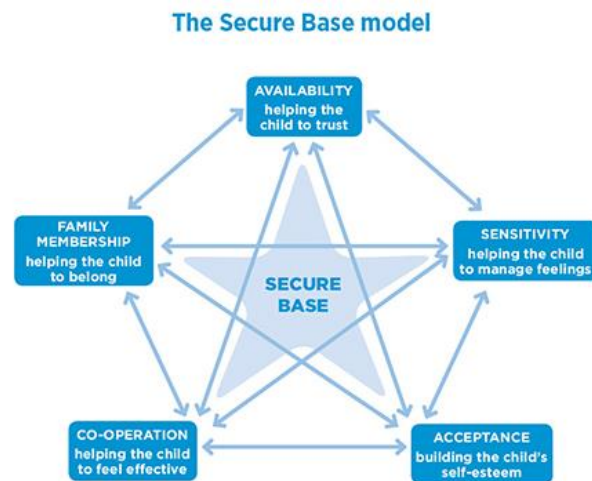 The Secure Base model
AVAILABILITY
helping the
child to trust
FAMILY
MEMBERSHIP
helping the child
to belong
SENSITIVITY
helping the child
to manage feelings
SECURE
BASE
CO-OPERATION
helping the child
to feel effective
ACCEPTANCE
building the child's
self-esteem